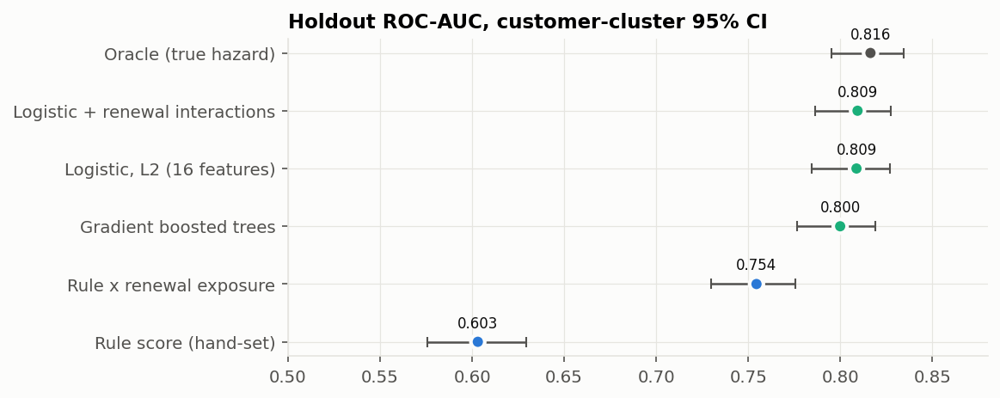 Holdout ROC-AUC, customer-cluster 95% CI
Oracle (true hazard)
0.816
Logistic + renewal interactions
0.809
Logistic, L2 (16 features)
0.809
Gradient boosted trees
0.800
Rule x renewal exposure
0.754
Rule score (hand-set)
0.603
0.50 0.55 0.60 0.65 0.70 0.75 0.80 0.85